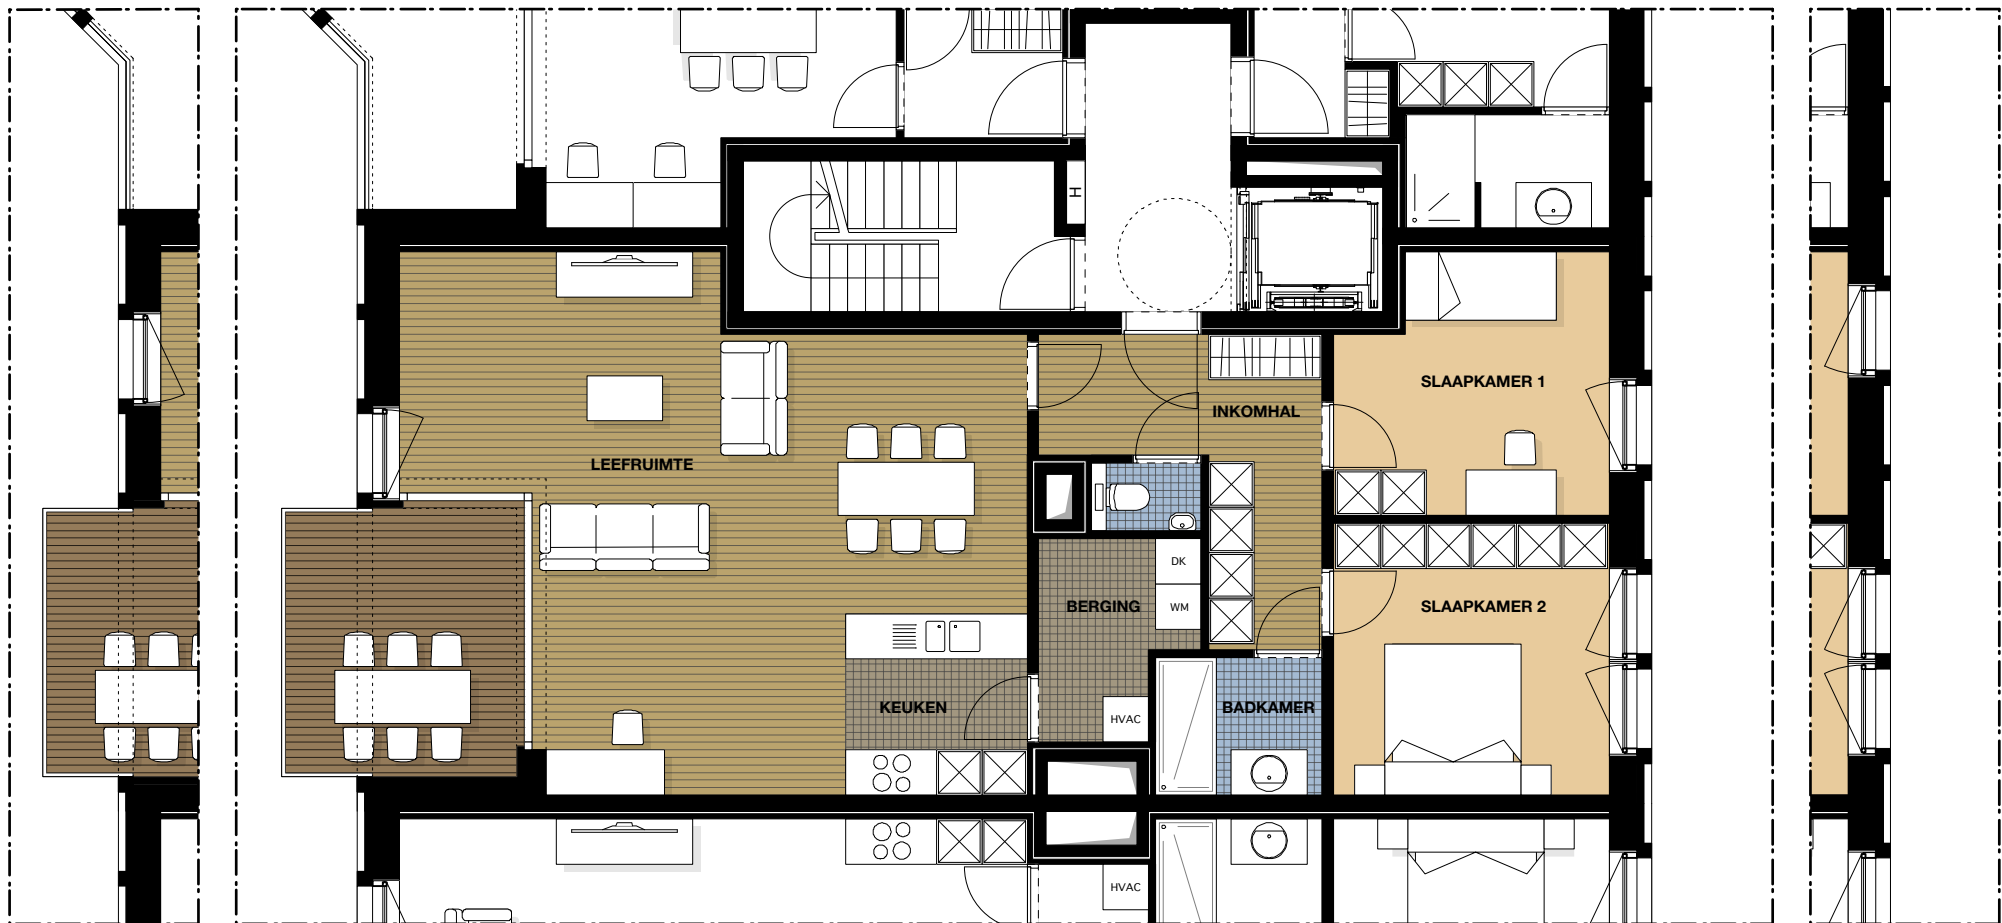 H
SLAAPKAMER 1
INKOMHAL
LEEFRUIMTE
DK
BERGING
WM
SLAAPKAMER 2
KEUKEN
BADKAMER
HVAC
HVAC